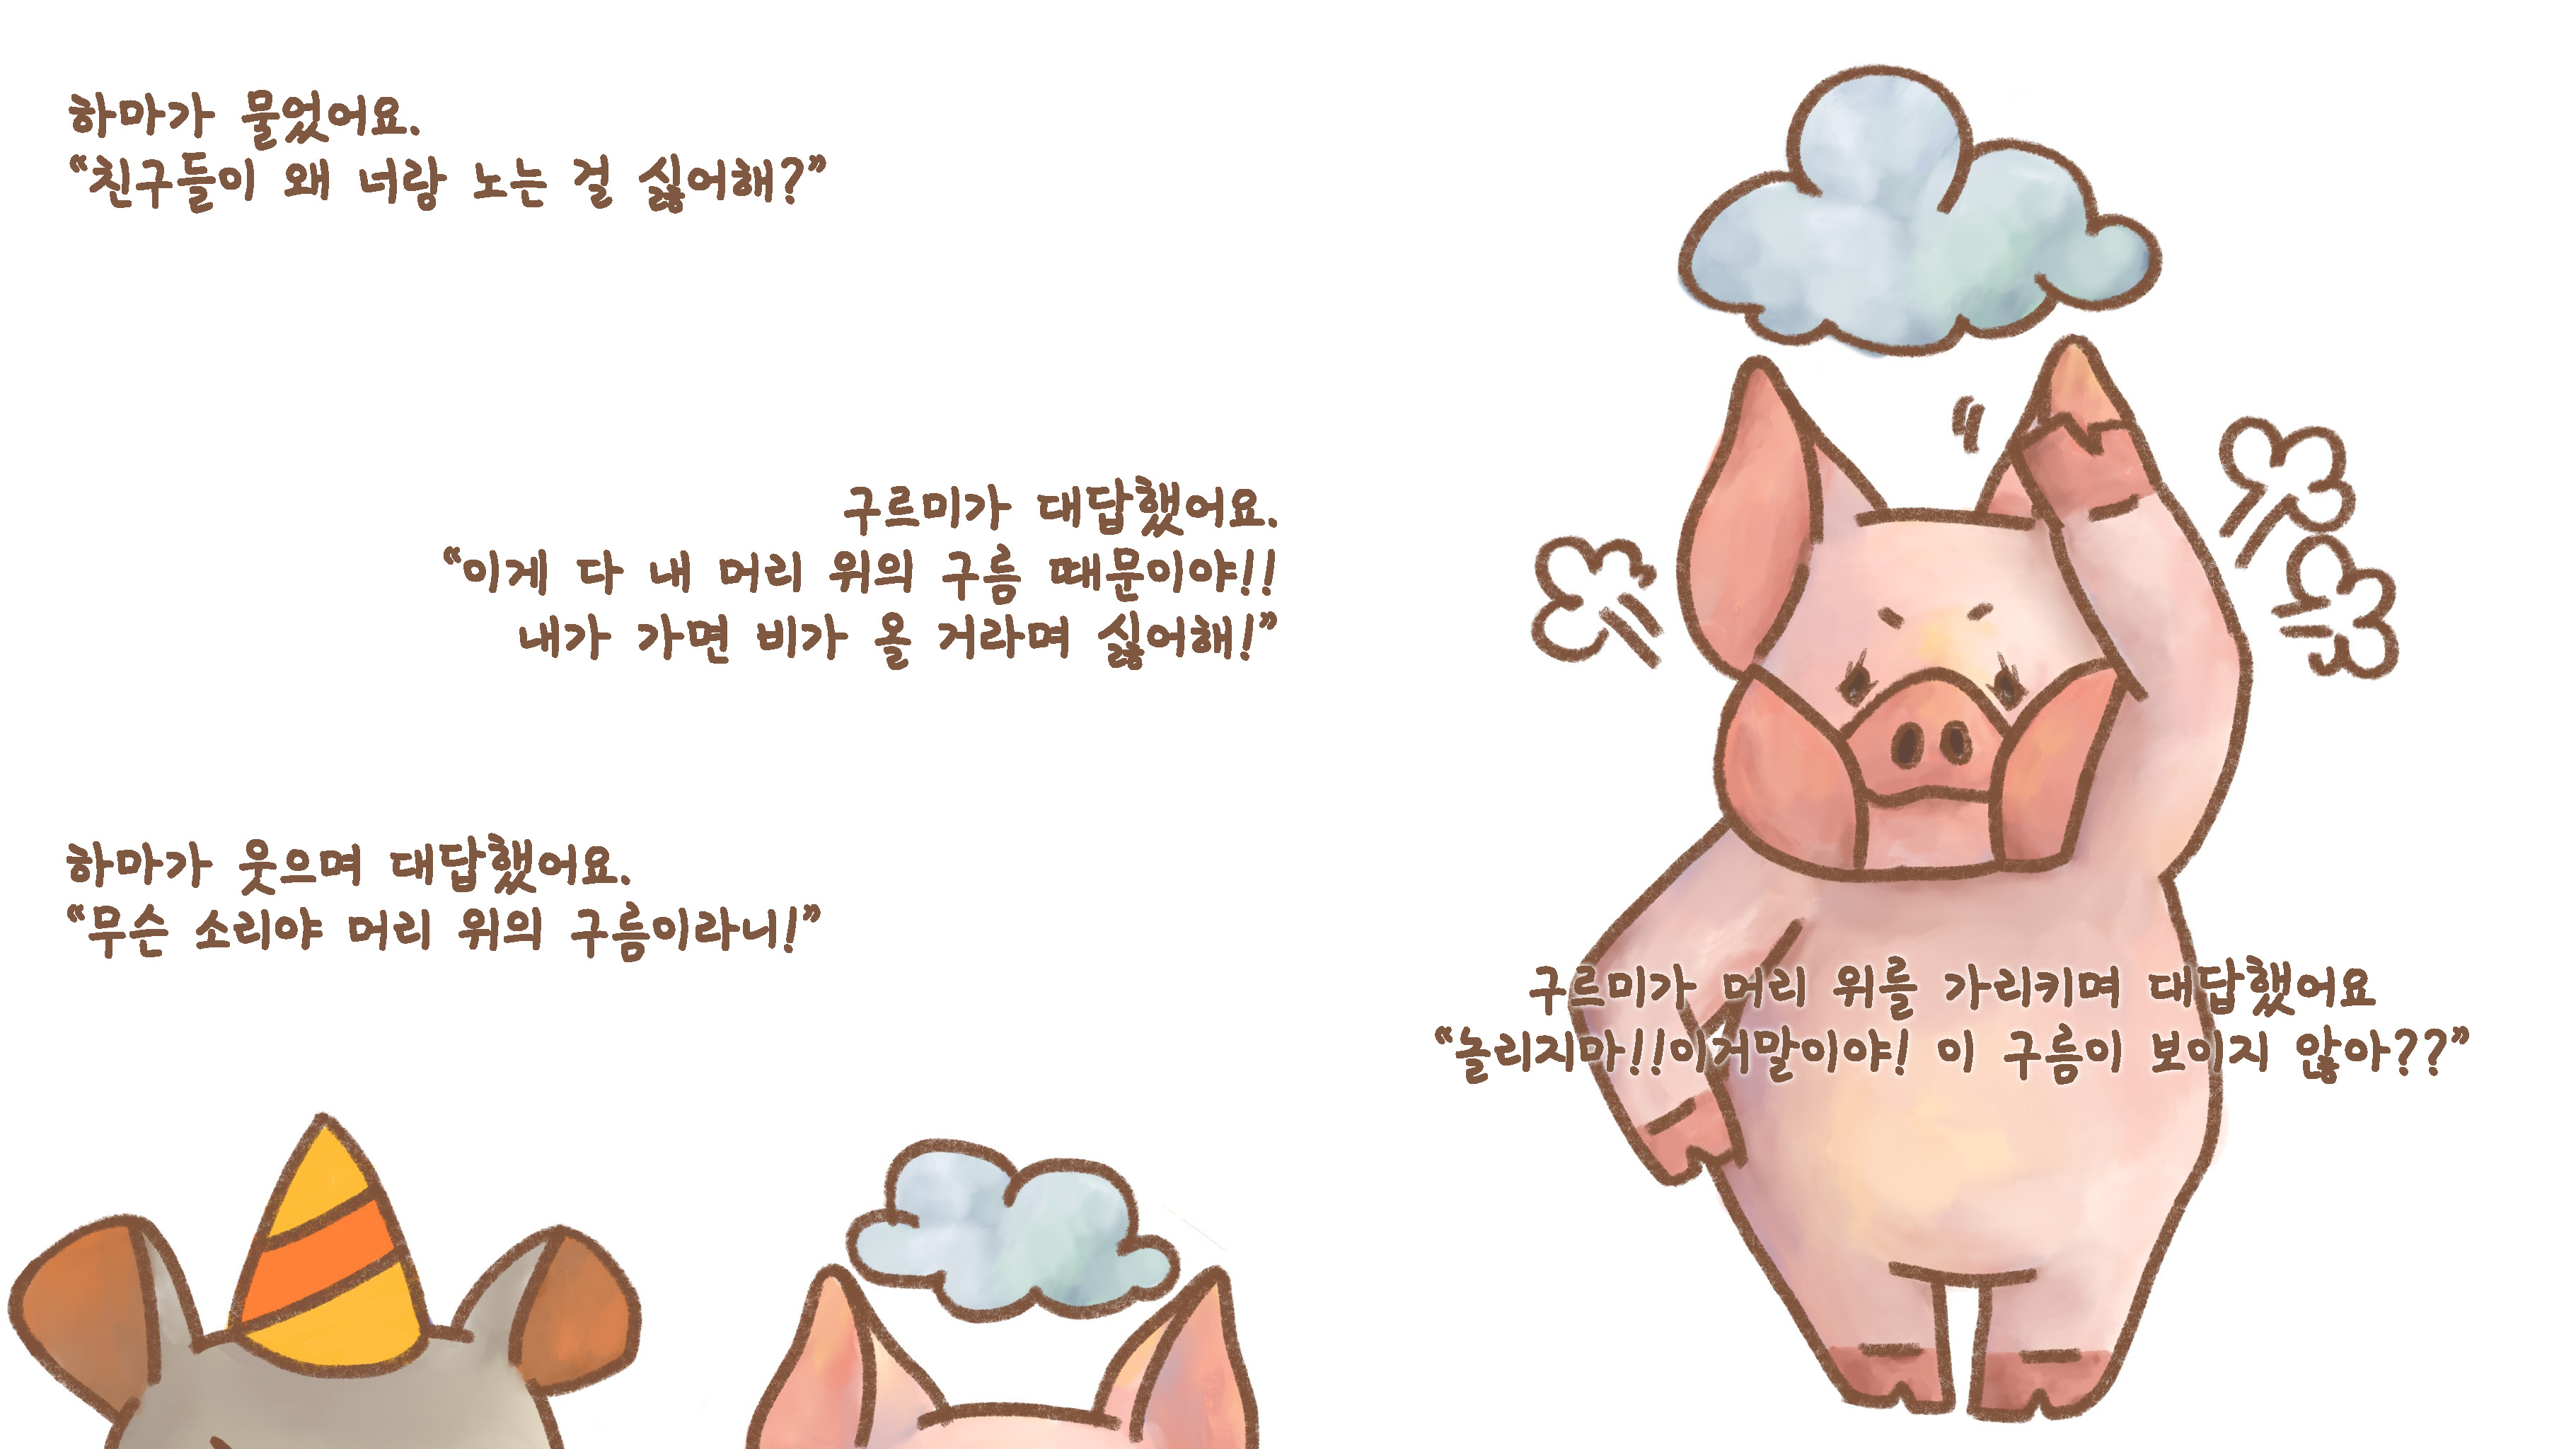 하마가 물었어요.
“친구들이 왜 너랑 노는 걸 싫어해?”
구르미가 대답했어요.
“이게 다 내 머리 위의 구름 때문이야!!
내가 가면 비가 올 거라며 싫어해!”
하마가 웃으며 대답했어요.
“무슨 소리야 머리 위의 구름이라니!”
구르미가 머리 위를 가리키며 대답했어요
“놀리지마!!이거말이야! 이 구름이 보이지 않아??”